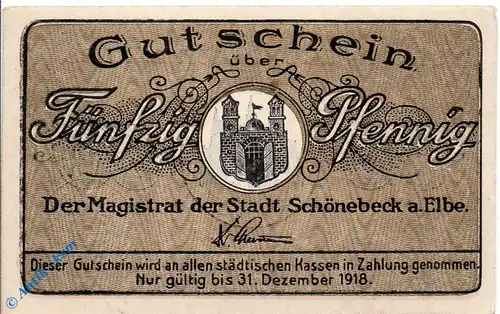 Gutschein
über
Fünfzig Pfennig
Der Magistrat der Stadt Schönebeck a. Elbe.
Dieser Gutschein wird an allen städtischen Kassen in Zahlung genommen.
Nur gültig bis 31. Dezember 1918.